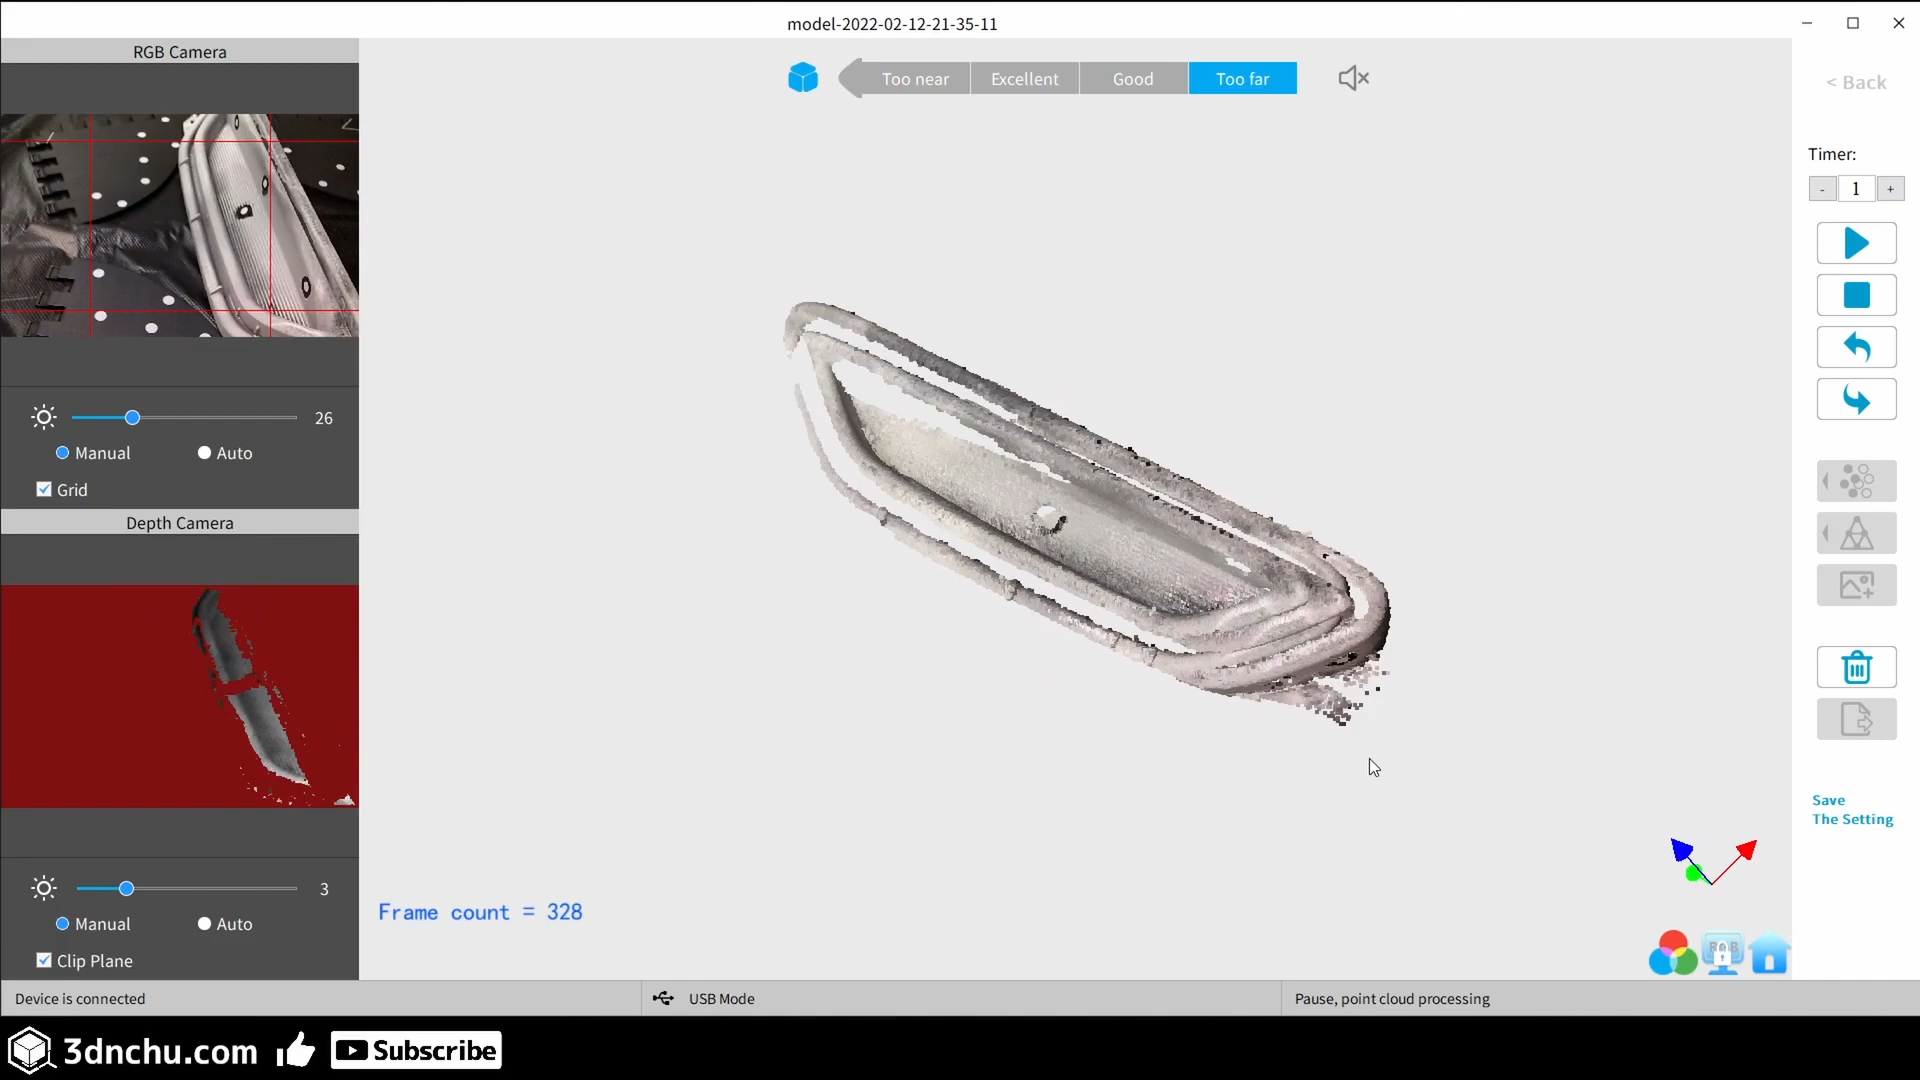 model-2022-02-12-21-35-11
RGB Camera
Too near
Excellent
Good
Too far
< Back
Timer:
- 1 +
26
Manual
Auto
Grid
Depth Camera
Save
The Setting
3
Manual
Auto
Clip Plane
Frame count = 328
RGB
Device is connected
USB Mode
Pause, point cloud processing
3dnchu.com
Subscribe